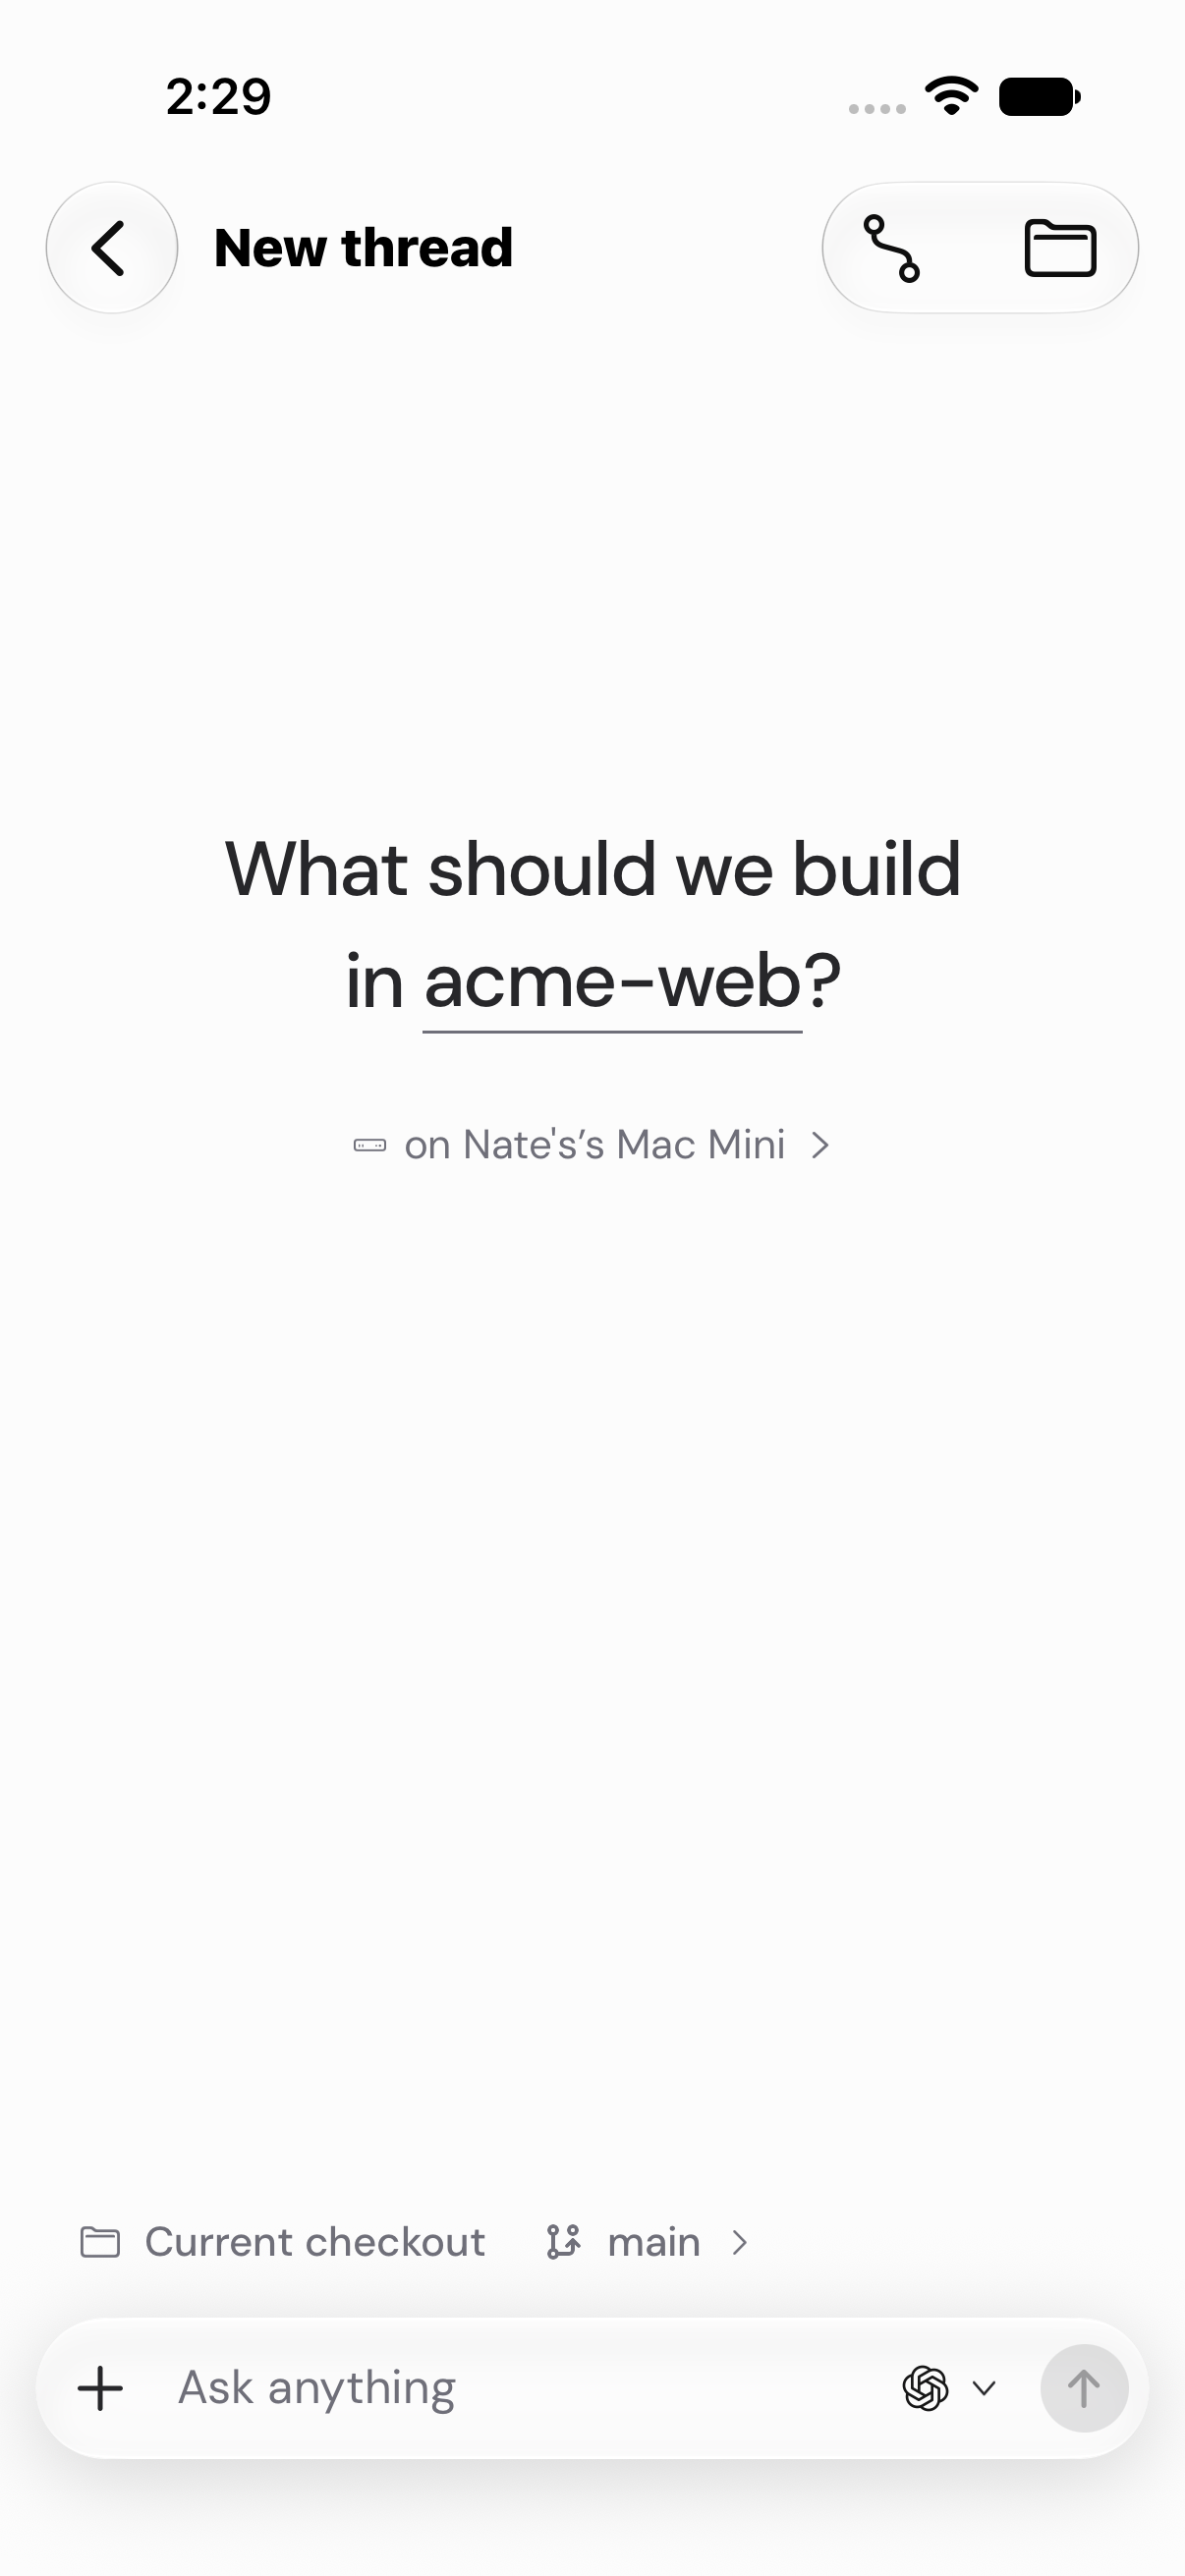 2:29
New thread
What should we build
in acme-web?
on Nate's’s Mac Mini
Current checkout main
Ask anything